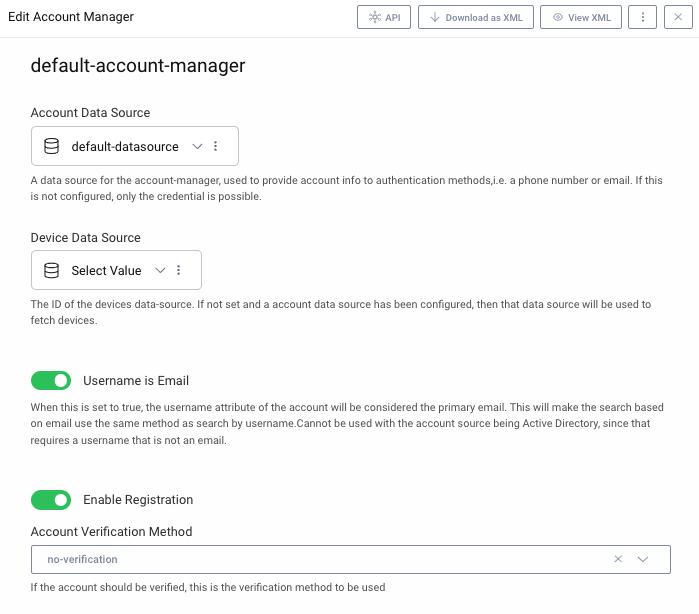 Edit Account Manager
API
Download as XML
View XML
default-account-manager
Account Data Source
default-datasource
A data source for the account-manager, used to provide account info to authentication methods,i.e. a phone number or email. If this
is not configured, only the credential is possible.
Device Data Source
Select Value
The ID of the devices data-source. If not set and a account data source has been configured, then that data source will be used to
fetch devices.
Username is Email
When this is set to true, the username attribute of the account will be considered the primary email. This will make the search based
on email use the same method as search by username.Cannot be used with the account source being Active Directory, since that
requires a username that is not an email.
Enable Registration
Account Verification Method
no-verification
If the account should be verified, this is the verification method to be used